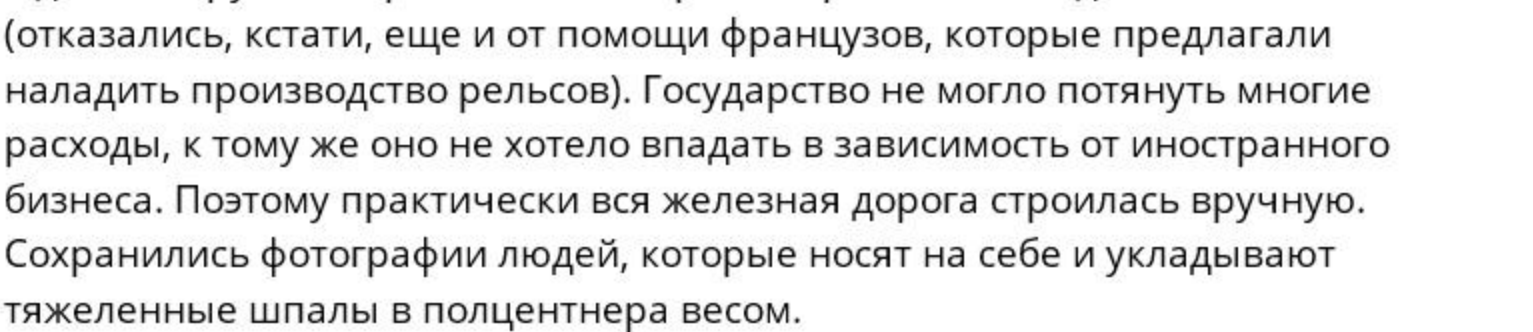 (отказались, кстати, еще и от помощи французов, которые предлагали
наладить производство рельсов). Государство не могло потянуть многие
расходы, к тому же оно не хотело впадать в зависимость от иностранного
бизнеса. Поэтому практически вся железная дорога строилась вручную.
Сохранились фотографии людей, которые носят на себе и укладывают
тяжеленные шпалы в полцентнера весом.